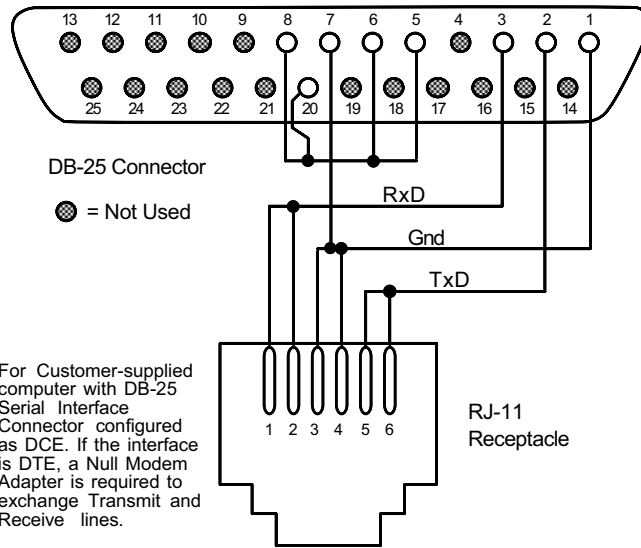 13 12 11 10 9 8 7 6 5 4 3 2 1
25 24 23 22 21 20 19 18 17 16 15 14
DB-25 Connector
= Not Used
RxD
Gnd
TxD
For Customer-supplied
computer with DB-25
Serial Interface
Connector configured
as DCE. If the interface
is DTE, a Null Modem
Adapter is required to
exchange Transmit and
Receive lines.
1 2 3 4 5 6
RJ-11
Receptacle